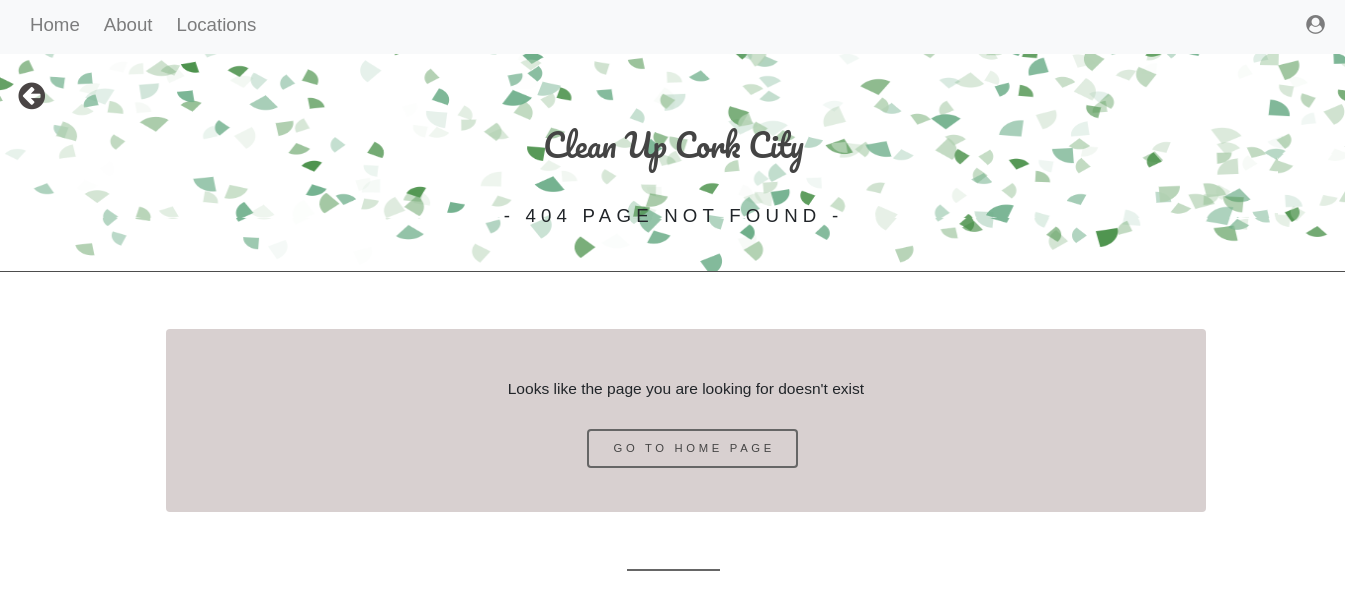 Home About Locations
Clean Up Cork City
- 404 PAGE NOT FOUND -
Looks like the page you are looking for doesn't exist
GO TO HOME PAGE